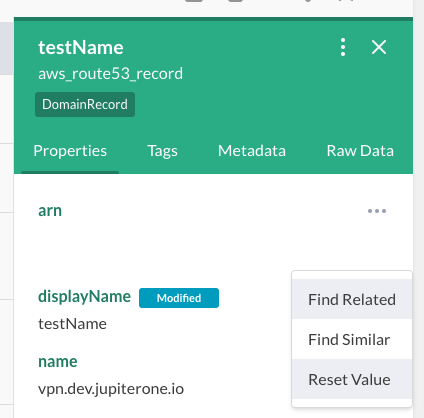 testName
aws_route53_record
DomainRecord
Properties Tags Metadata Raw Data
arn
displayName Modified
testName
name
vpn.dev.jupiterone.io
Find Related
Find Similar
Reset Value